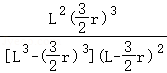 L²(3/2 r)³
[L³-(3/2 r)³](L-3/2 r)²